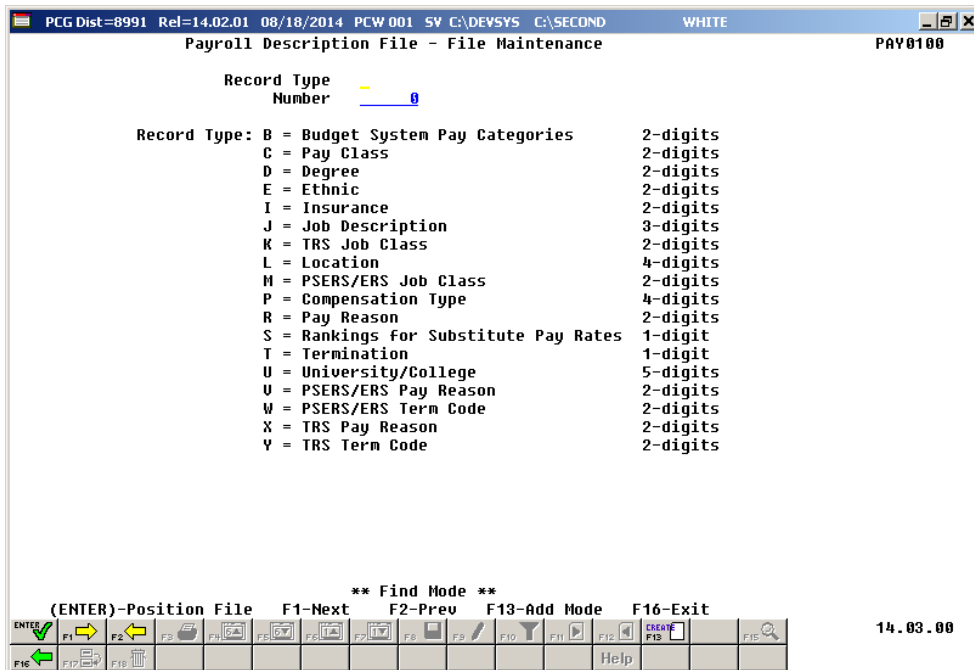 PCG Dist=8991 Rel=14.02.01 08/18/2014 PCW 001 SV C:\DEVSYS C:\SECOND WHITE
Payroll Description File - File Maintenance PAY0100
Record Type _
Number 0
Record Type: B = Budget System Pay Categories 2-digits
C = Pay Class 2-digits
D = Degree 2-digits
E = Ethnic 2-digits
I = Insurance 2-digits
J = Job Description 3-digits
K = TRS Job Class 2-digits
L = Location 4-digits
M = PSERS/ERS Job Class 2-digits
P = Compensation Type 4-digits
R = Pay Reason 2-digits
S = Rankings for Substitute Pay Rates 1-digit
T = Termination 1-digit
U = University/College 5-digits
V = PSERS/ERS Pay Reason 2-digits
W = PSERS/ERS Term Code 2-digits
X = TRS Pay Reason 2-digits
Y = TRS Term Code 2-digits
** Find Mode **
(ENTER)-Position File F1-Next F2-Prev F13-Add Mode F16-Exit
ENTER F1 F2 F3 F4 F5 F6 F7 F8 F9 F10 F11 F12 CREATE F13 F15 14.03.00
F16 F17 F18 Help